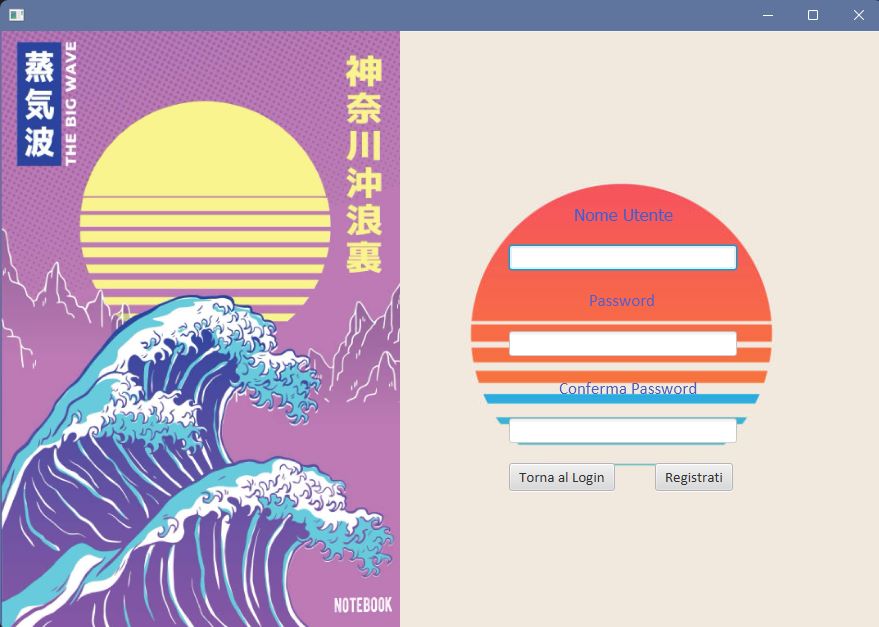 蒸気波
THE BIG WAVE
神奈川沖浪裏
NOTEBOOK
Nome Utente
Password
Conferma Password
Torna al Login
Registrati